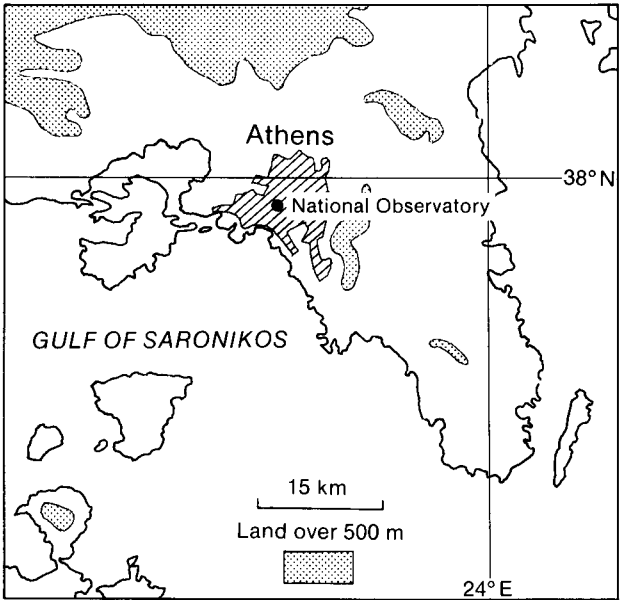 Athens
38° N
National Observatory
GULF OF SARONIKOS
15 km
Land over 500 m
24° E